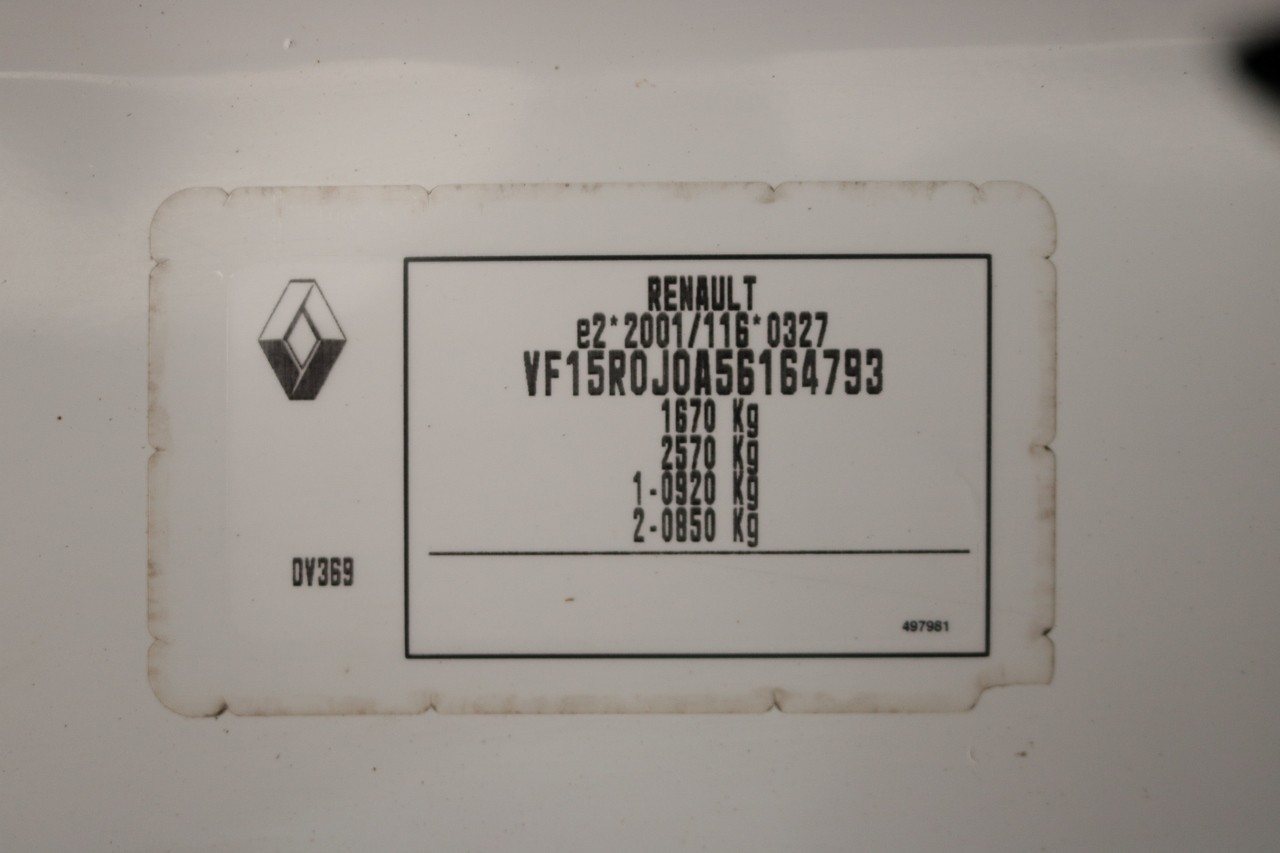 RENAULT
e2*2001/116*0327
VF15R0J0A56164793
1670 Kg
2570 Kg
1-0920 Kg
2-0850 Kg
DV369
497981